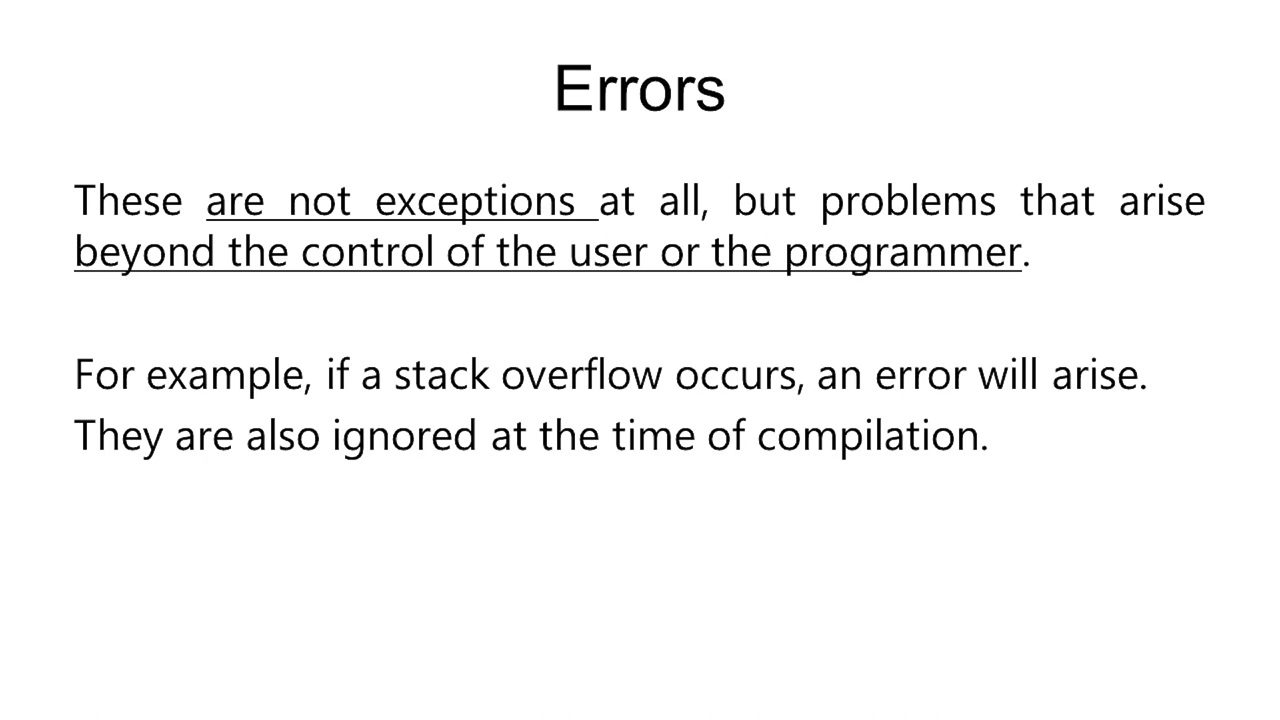 Errors
These are not exceptions at all, but problems that arise
beyond the control of the user or the programmer.
For example, if a stack overflow occurs, an error will arise.
They are also ignored at the time of compilation.